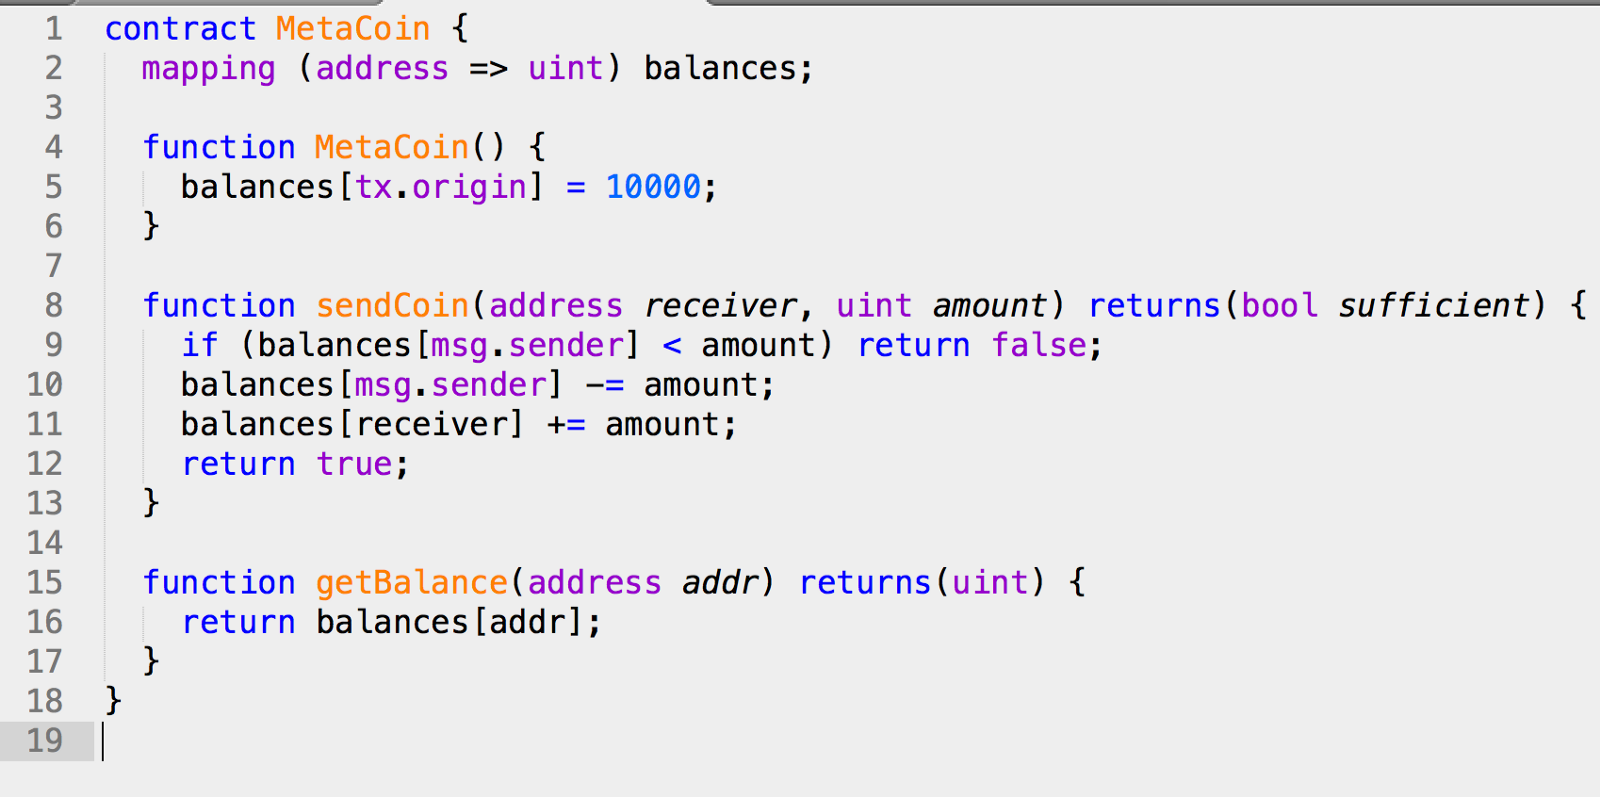 1 contract MetaCoin {
2   mapping (address => uint) balances;
3
4   function MetaCoin() {
5     balances[tx.origin] = 10000;
6   }
7
8   function sendCoin(address receiver, uint amount) returns(bool sufficient) {
9     if (balances[msg.sender] < amount) return false;
10     balances[msg.sender] -= amount;
11     balances[receiver] += amount;
12     return true;
13   }
14
15   function getBalance(address addr) returns(uint) {
16     return balances[addr];
17   }
18 }
19